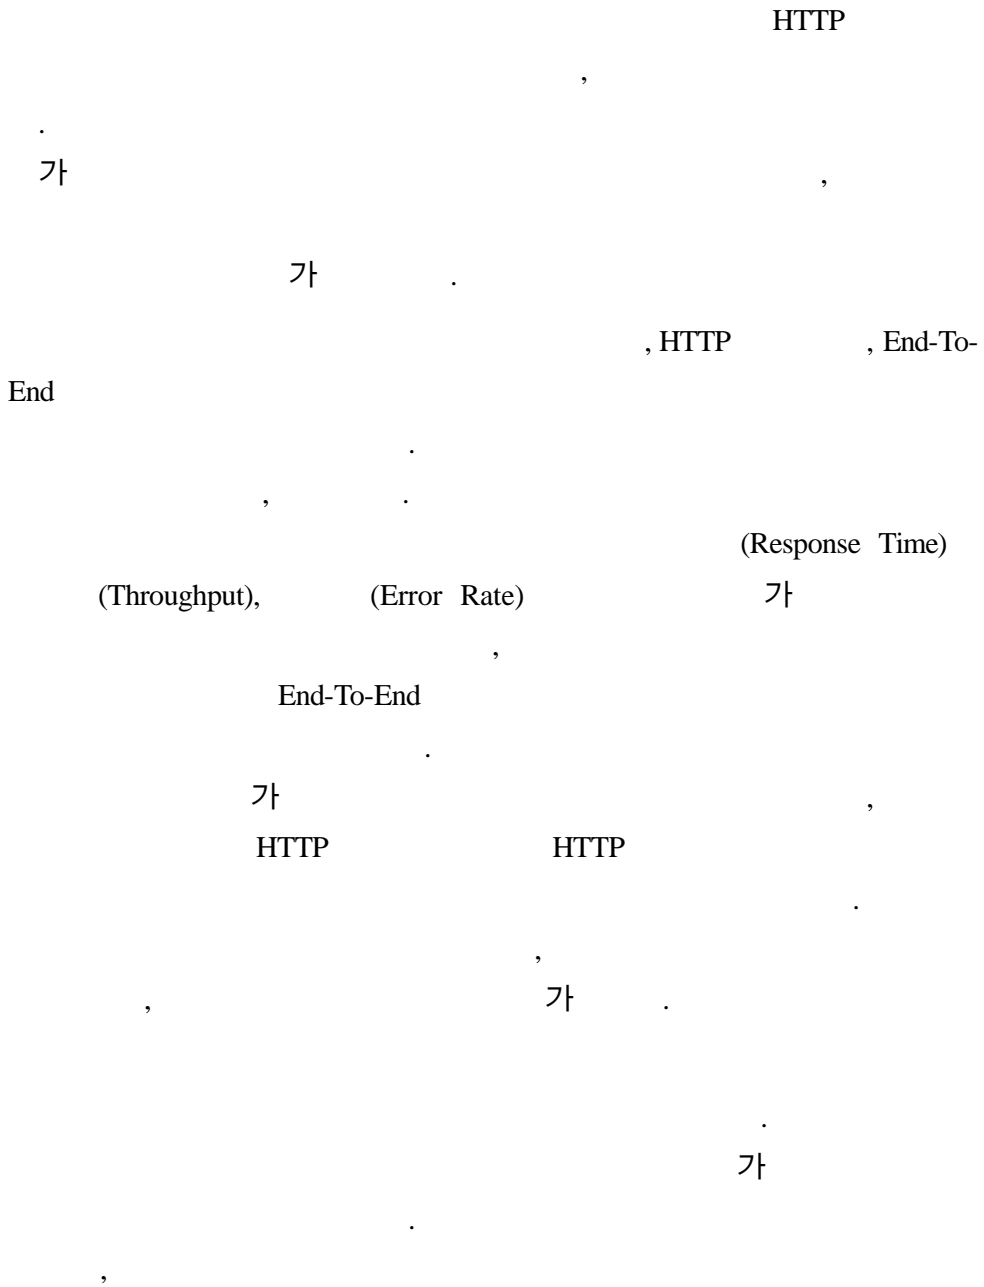 HTTP
,
.
가 ,
가 .
, HTTP , End-To-
End
.
, .
(Response Time)
(Throughput), (Error Rate) 가
,
End-To-End
.
가 ,
HTTP HTTP
.
,
, 가 .
.
가
.
,